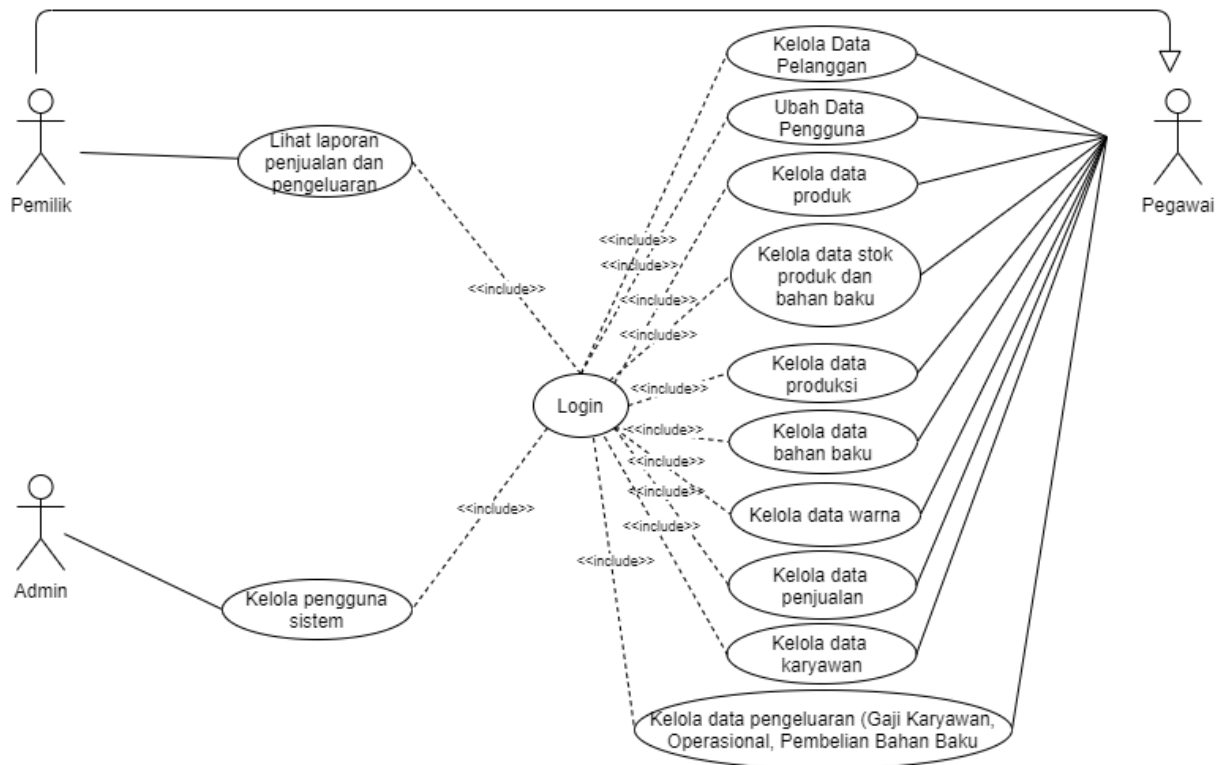 Kelola Data
Pelanggan
Ubah Data
Pengguna
Lihat laporan
penjualan dan
pengeluaran
Kelola data
produk
Pemilik
Pegawai
<<include>>
<<include>>
Kelola data stok
produk dan
bahan baku
<<include>>
<<include>>
<<include>>
Kelola data
produksi
<<include>>
Login
<<include>>
Kelola data
bahan baku
<<include>>
<<include>>
<<include>>
Kelola data warna
<<include>>
<<include>>
Admin
Kelola pengguna
sistem
Kelola data
penjualan
Kelola data
karyawan
Kelola data pengeluaran (Gaji Karyawan,
Operasional, Pembelian Bahan Baku